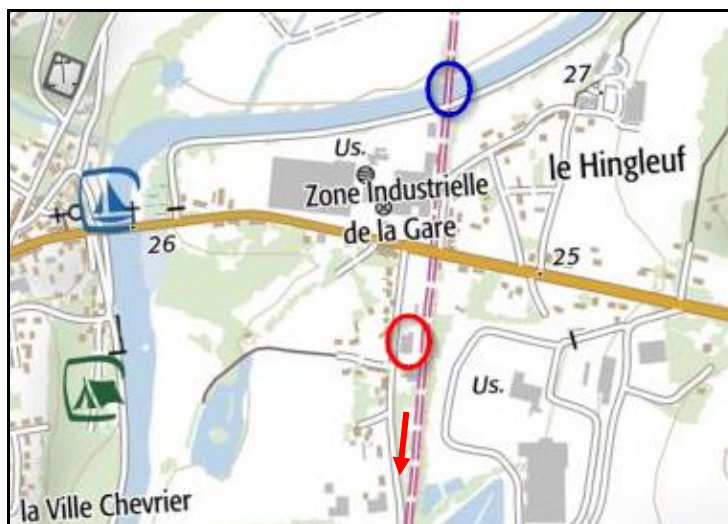 27
Us.
le Hingleuf
Zone Industrielle
de la Gare
26
25
Us.
la Ville Chevrier